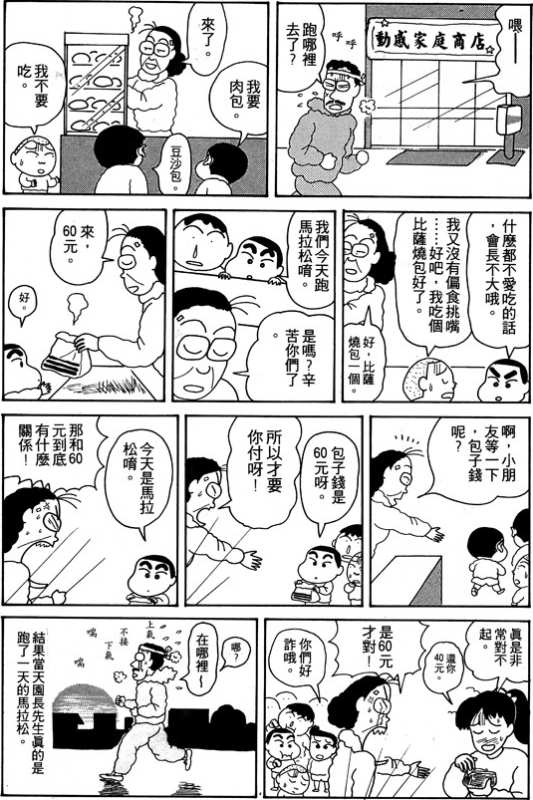 喂——
動感家庭商店
呼
呼
跑哪裡
去了？
來了。
我要
肉包。
豆沙包。
我不要
吃。
什麼都不愛吃的話
，會長不大哦。
我又沒有偏食挑嘴
……好吧，我吃個
比薩燒包好了。
好，比薩
燒包一個。
我們今天跑
馬拉松唷。
是嗎？辛
苦你們了
。
來，
60元。
好。
啊，小朋
友等一下
，包子錢
呢？
包子錢是
60元呀。
所以才要
你付呀！
今天是馬拉
松唷。
那和60
元到底
有什麼
關係！
真是非
常對不
起。
還你
40元。
是60元
才對！
你們好
詐哦。
哪？
在哪裡～
上氣
不接
下氣
喘
喘
結果當天園長先生真的是
跑了一天的馬拉松。